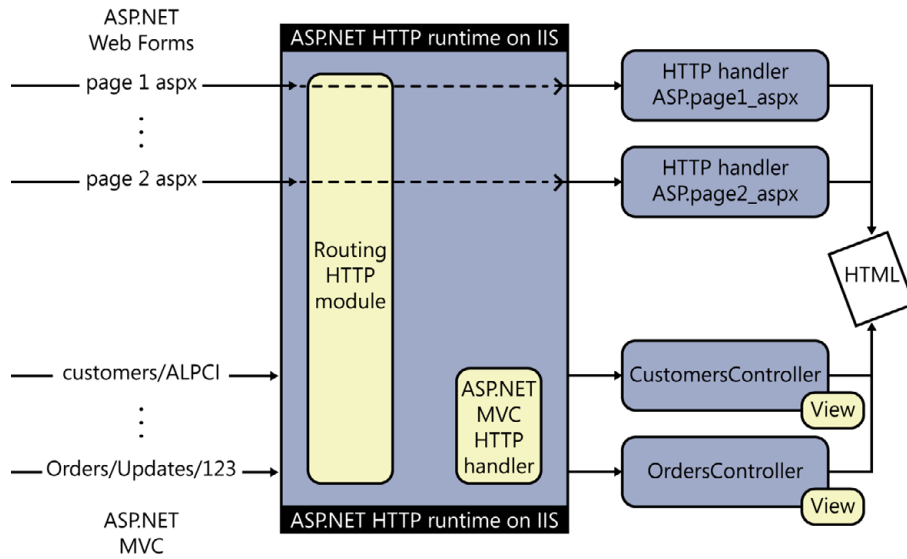 ASP.NET
Web Forms
ASP.NET HTTP runtime on IIS
page 1 aspx
HTTP handler
ASP.page1_aspx
page 2 aspx
HTTP handler
ASP.page2_aspx
Routing
HTTP
module
HTML
customers/ALPCI
ASP.NET
MVC
HTTP
handler
CustomersController
View
Orders/Updates/123
OrdersController
View
ASP.NET
MVC
ASP.NET HTTP runtime on IIS